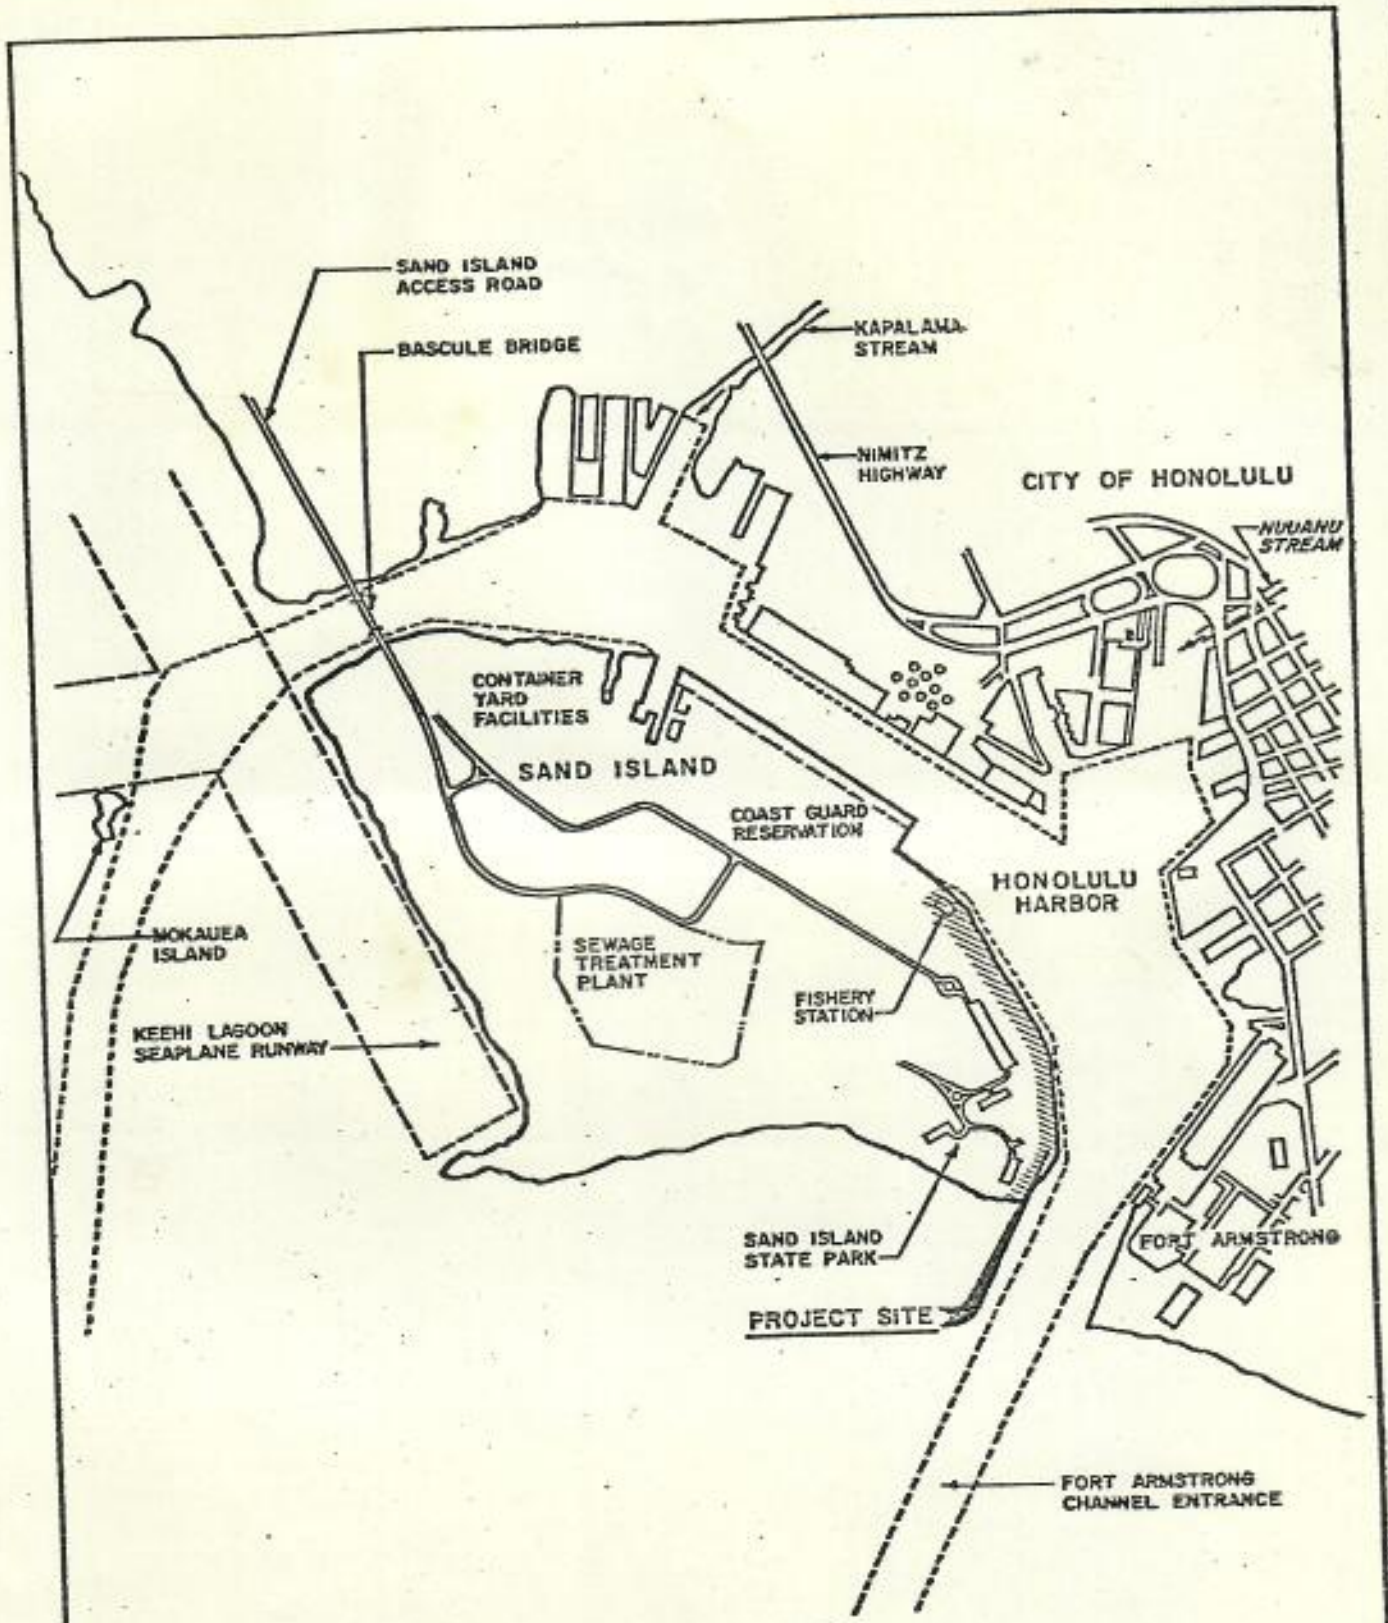 SAND ISLAND
ACCESS ROAD
BASCULE BRIDGE
KAPALAMA
STREAM
NIMITZ
HIGHWAY
CITY OF HONOLULU
NUUANU
STREAM
CONTAINER
YARD
FACILITIES
SAND ISLAND
COAST GUARD
RESERVATION
HONOLULU
HARBOR
MOKAUEA
ISLAND
SEWAGE
TREATMENT
PLANT
FISHERY
STATION
KEEHI LAGOON
SEAPLANE RUNWAY
SAND ISLAND
STATE PARK
FORT ARMSTRONG
PROJECT SITE
FORT ARMSTRONG
CHANNEL ENTRANCE